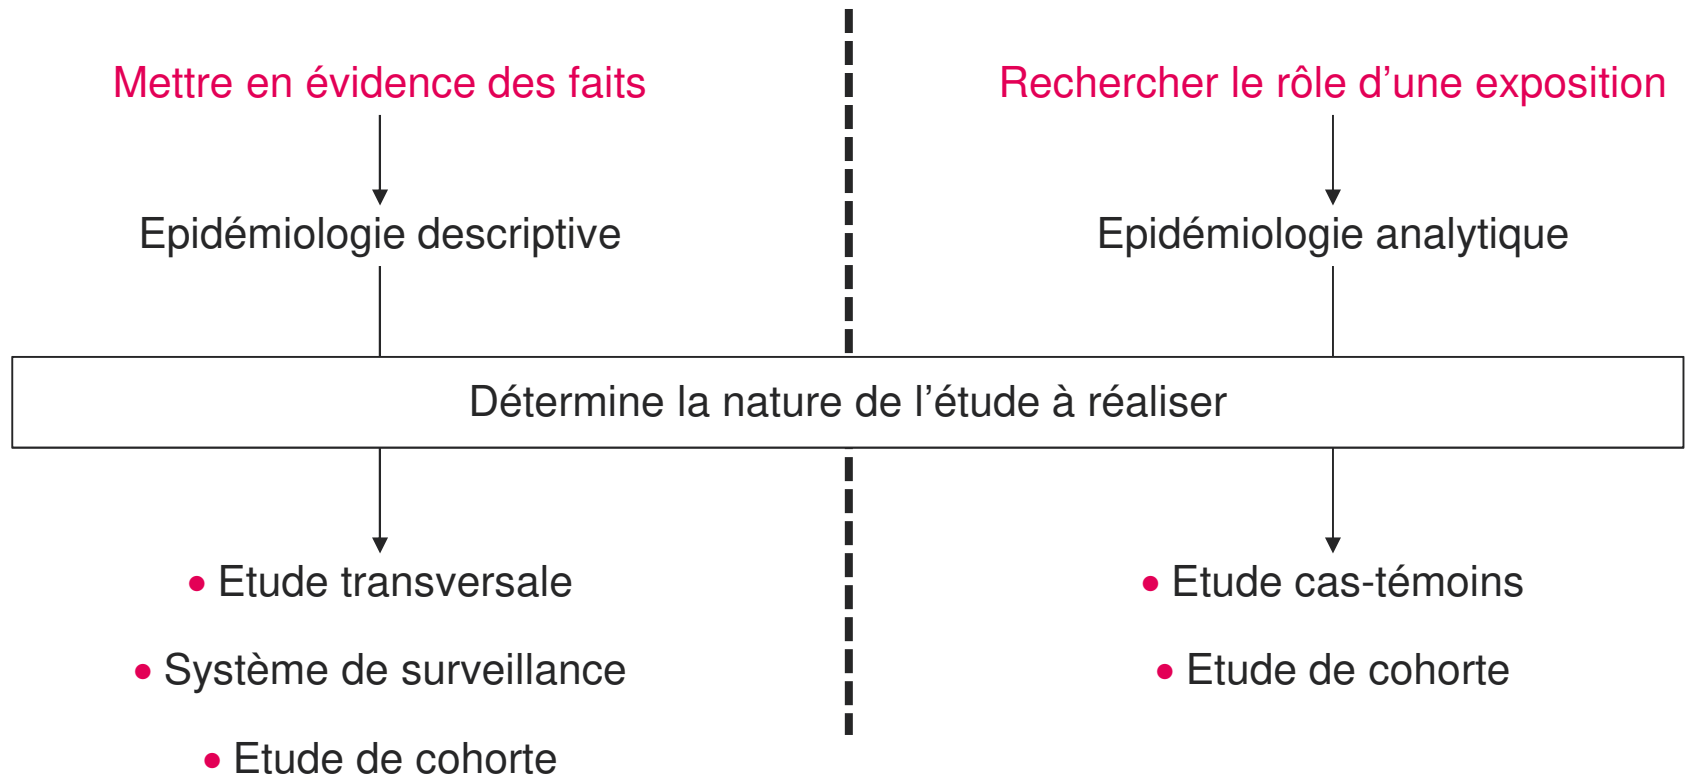 Mettre en évidence des faits
Rechercher le rôle d’une exposition
Epidémiologie descriptive
Epidémiologie analytique
Détermine la nature de l’étude à réaliser
• Etude transversale
• Etude cas-témoins
• Système de surveillance
• Etude de cohorte
• Etude de cohorte